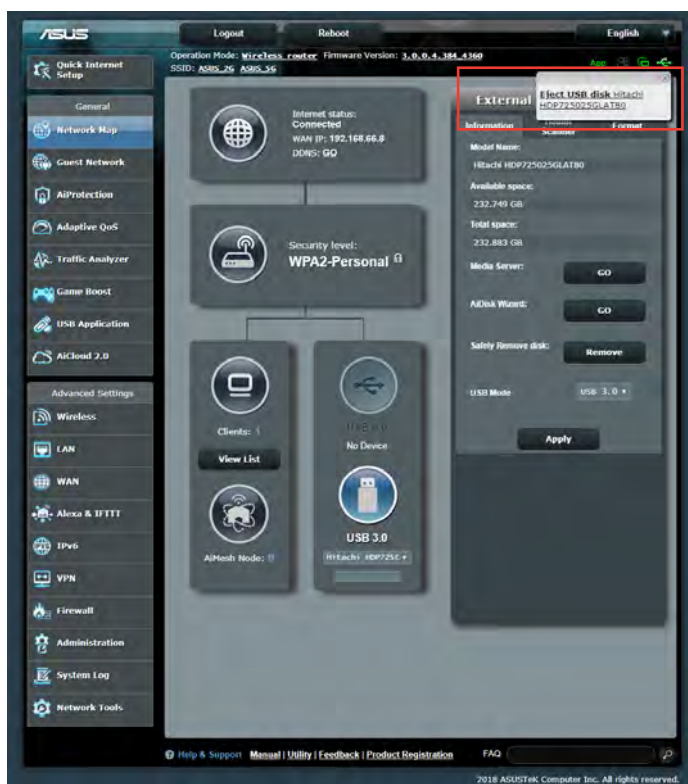 ASUS
Logout
Reboot
English
Operation Mode: Wireless router Firmware Version: 3.0.0.4.384_4360
SSID: ASUS_2G ASUS_5G
App
Quick Internet
Setup
General
Network Map
Guest Network
AiProtection
Adaptive QoS
Traffic Analyzer
Game Boost
USB Application
AiCloud 2.0
Advanced Settings
Wireless
LAN
WAN
Alexa & IFTTT
IPv6
VPN
Firewall
Administration
System Log
Network Tools
Internet status:
Connected
WAN IP: 192.168.66.8
DDNS: GO
Security level:
WPA2-Personal
Clients:
View List
AiMesh Node: 0
No Device
USB 3.0
Eject USB disk Hitachi
HDP725025GLAT80
External
Information
Scanner
Format
Model Name:
Hitachi HDP725025GLAT80
Available space:
232.749 GB
Total space:
232.883 GB
Media Server:
GO
AiDisk Wizard:
GO
Safely Remove disk:
Remove
USB Mode
USB 3.0
Apply
Help & Support Manual | Utility | Feedback | Product Registration
FAQ
2018 ASUSTeK Computer Inc. All rights reserved.